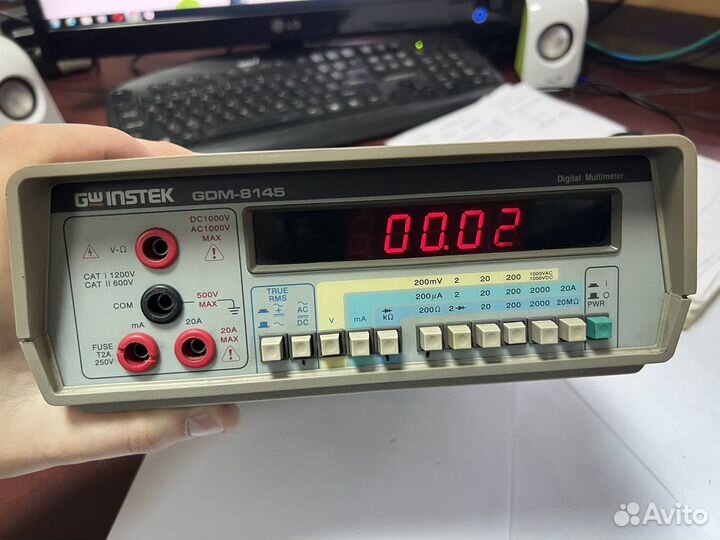 LG
GWINSTEK GDM-8145
Digital Multimeter
00.02
DC1000V
AC1000V
MAX
V-Ω
CAT I 1200V
CAT II 600V
COM
500V
MAX
mA
20A
20A
MAX
FUSE
T2A
250V
TRUE
RMS
AC
DC
V
mA
kΩ
200mV 2 20 200 1000VAC
1000VDC
200µA 2 20 200 2000 20A
200Ω 2 20 200 2000 20MΩ
I
O
PWR
Avito